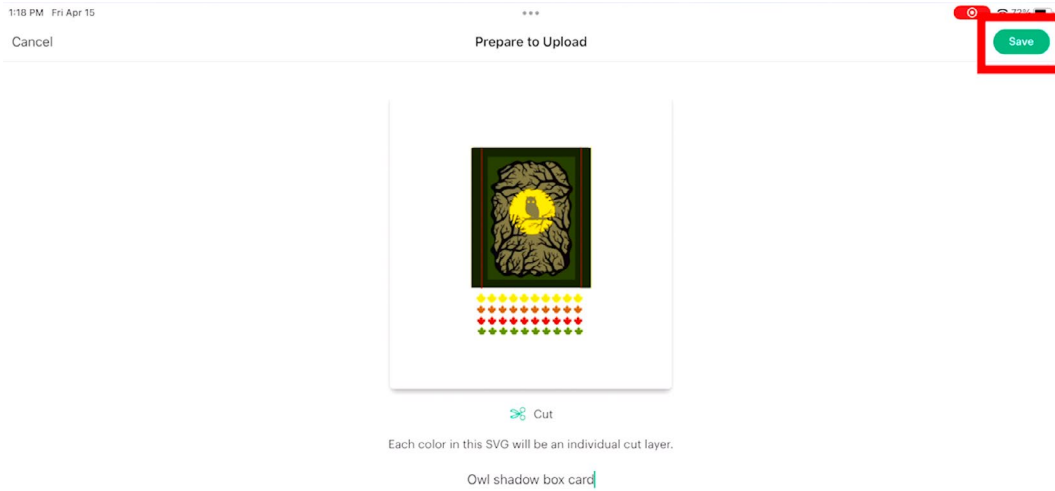 1:18 PM Fri Apr 15
73%
Cancel
Prepare to Upload
Save
Cut
Each color in this SVG will be an individual cut layer.
Owl shadow box card